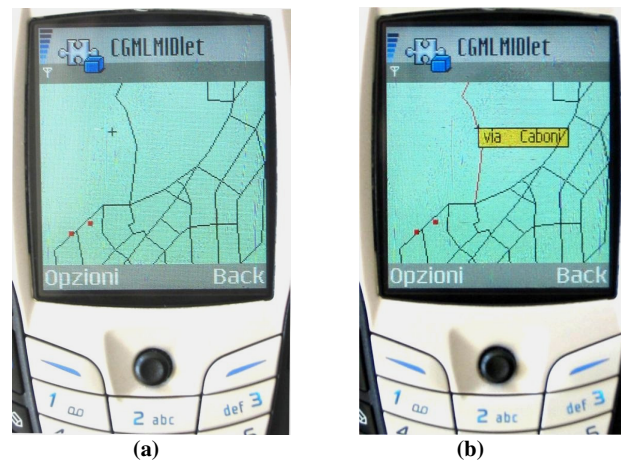 CGMLMIDlet
Opzioni Back
1
2 abc
def 3
(a)
CGMLMIDlet
via Caboni
Opzioni Back
1
2 abc
def 3
(b)